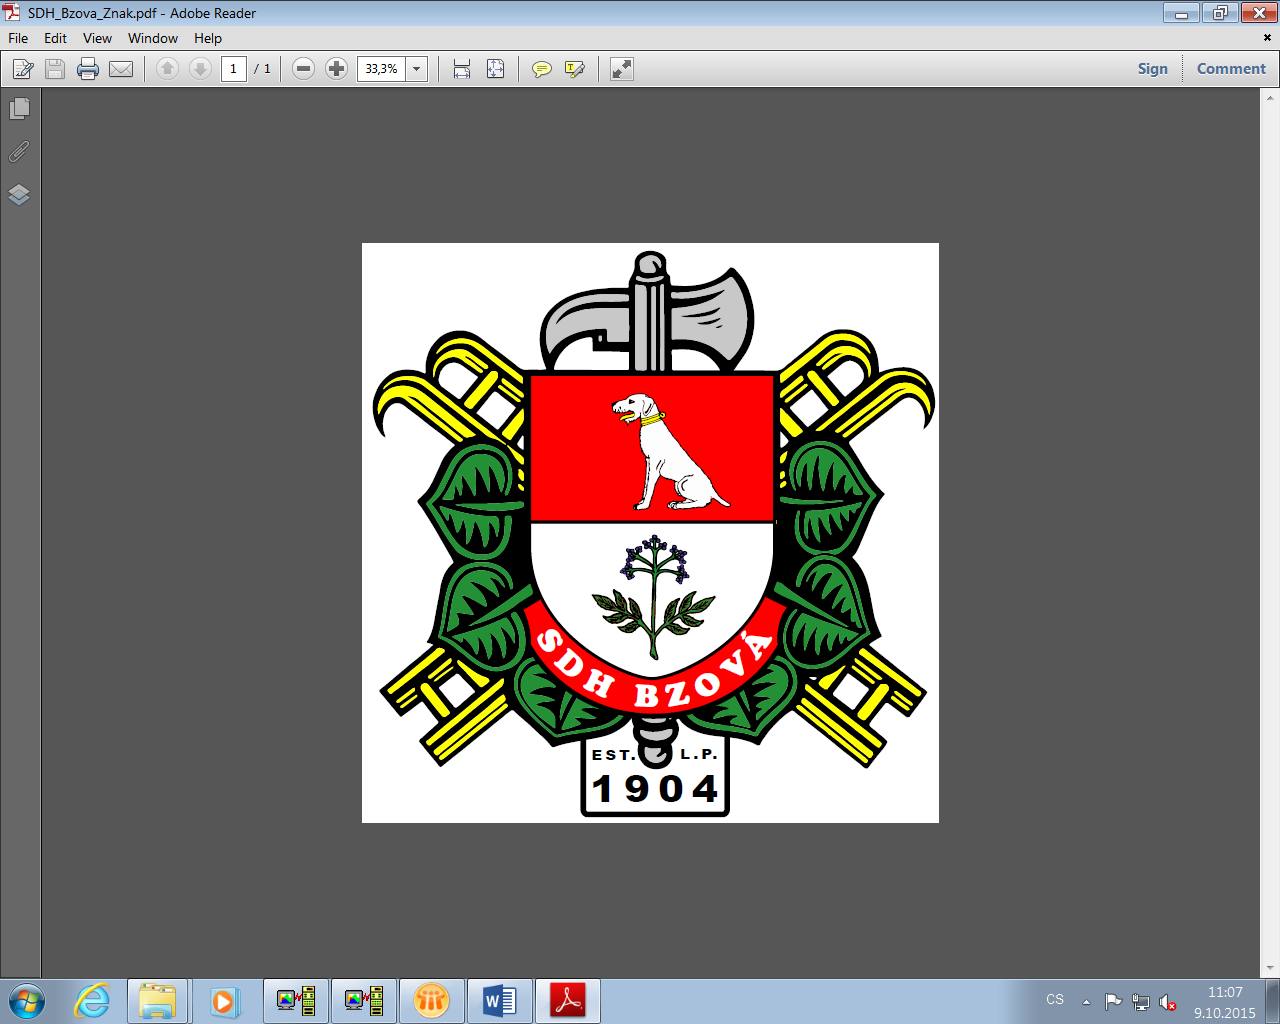 SDH_Bzova_Znak.pdf - Adobe Reader
File Edit View Window Help
1 / 1 33,3% Sign Comment
SDH BZOVÁ
EST. L.P.
1904
CS 11:07
9.10.2015